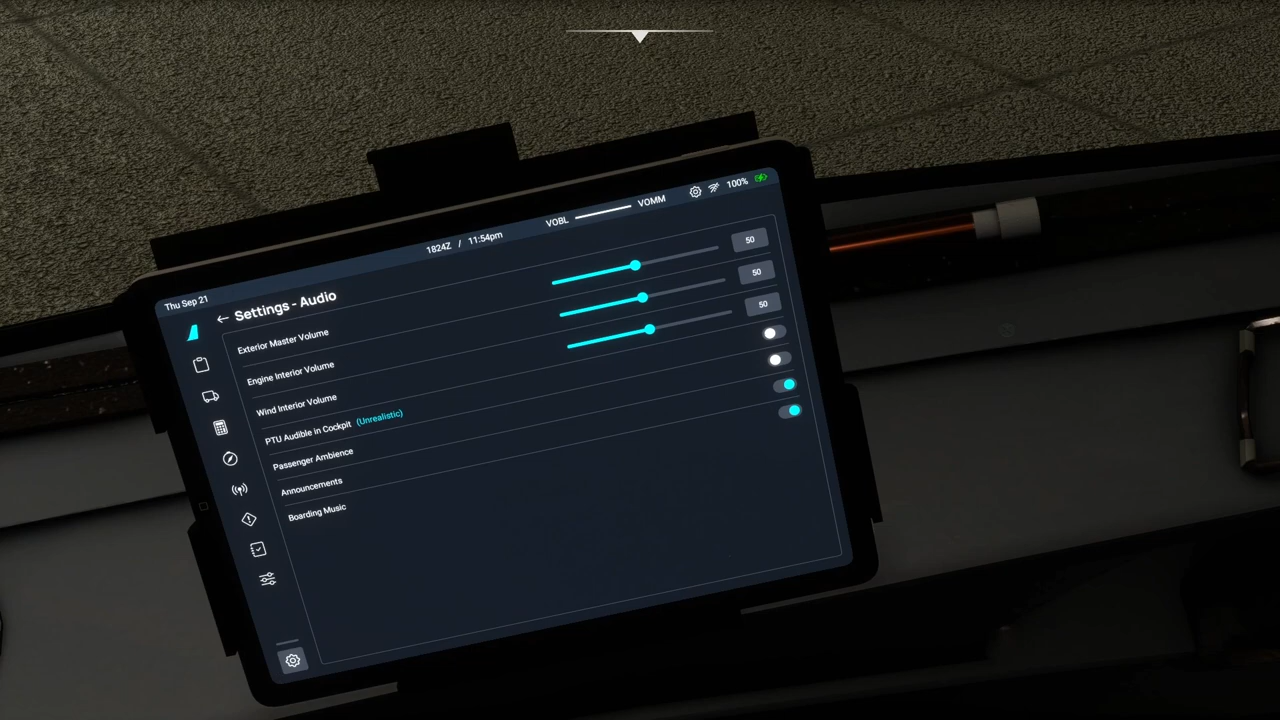 Thu Sep 21
1824Z / 11:54pm
VOBL
VOMM
100%
Settings - Audio
Exterior Master Volume
50
Engine Interior Volume
50
Wind Interior Volume
50
PTU Audible in Cockpit (Unrealistic)
Passenger Ambience
Announcements
Boarding Music